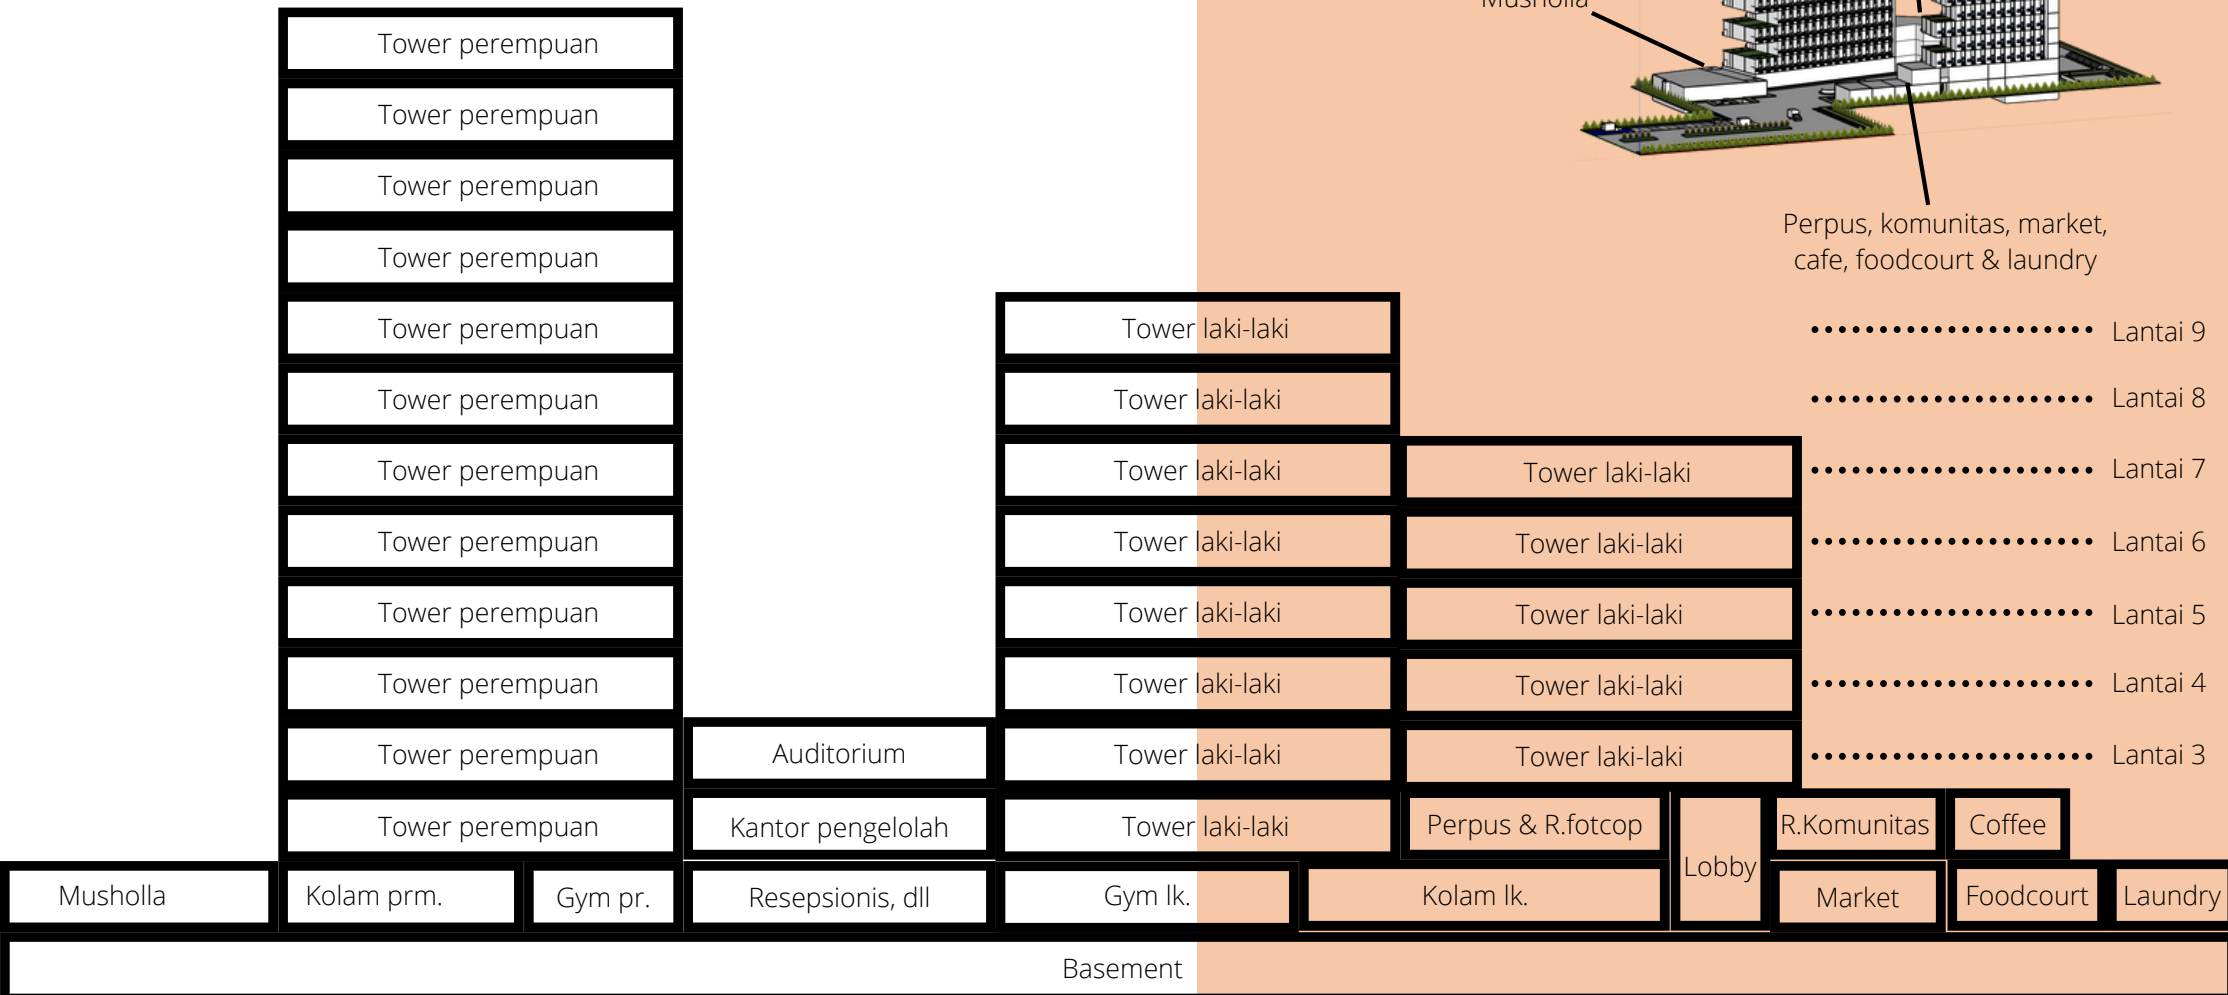 Musholla
Tower perempuan
Tower perempuan
Tower perempuan
Perpus, komunitas, market,
cafe, foodcourt & laundry
Tower perempuan
Tower perempuan
Tower laki-laki
Lantai 9
Tower perempuan
Tower laki-laki
Lantai 8
Tower perempuan
Tower laki-laki
Tower laki-laki
Lantai 7
Tower perempuan
Tower laki-laki
Tower laki-laki
Lantai 6
Tower perempuan
Tower laki-laki
Tower laki-laki
Lantai 5
Tower perempuan
Tower laki-laki
Tower laki-laki
Lantai 4
Tower perempuan
Auditorium
Tower laki-laki
Tower laki-laki
Lantai 3
Tower perempuan
Kantor pengelolah
Tower laki-laki
Perpus & R.fotcop
Lobby
R.Komunitas
Coffee
Musholla
Kolam prm.
Gym pr.
Resepsionis, dll
Gym lk.
Kolam lk.
Market
Foodcourt
Laundry
Basement